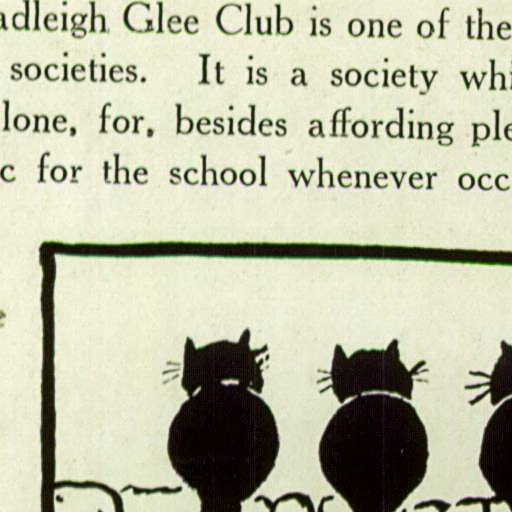 adleigh Glee Club is one of the
societies. It is a society whi
lone, for, besides affording ple
c for the school whenever occ